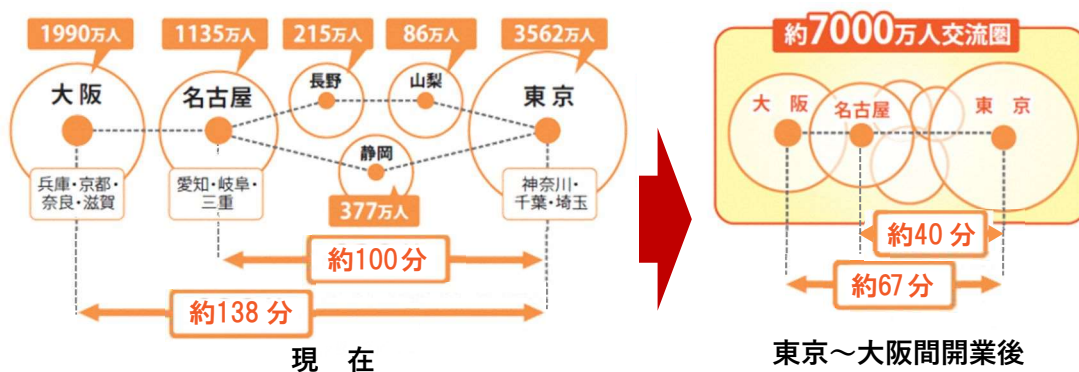 1990万人
1135万人
215万人
86万人
3562万人
大阪
名古屋
長野
山梨
東京
静岡
兵庫・京都・
奈良・滋賀
愛知・岐阜・
三重
377万人
神奈川・
千葉・埼玉
約100分
約138分
現 在
約7000万人交流圏
大 阪
名古屋
東 京
約40分
約67分
東京～大阪間開業後